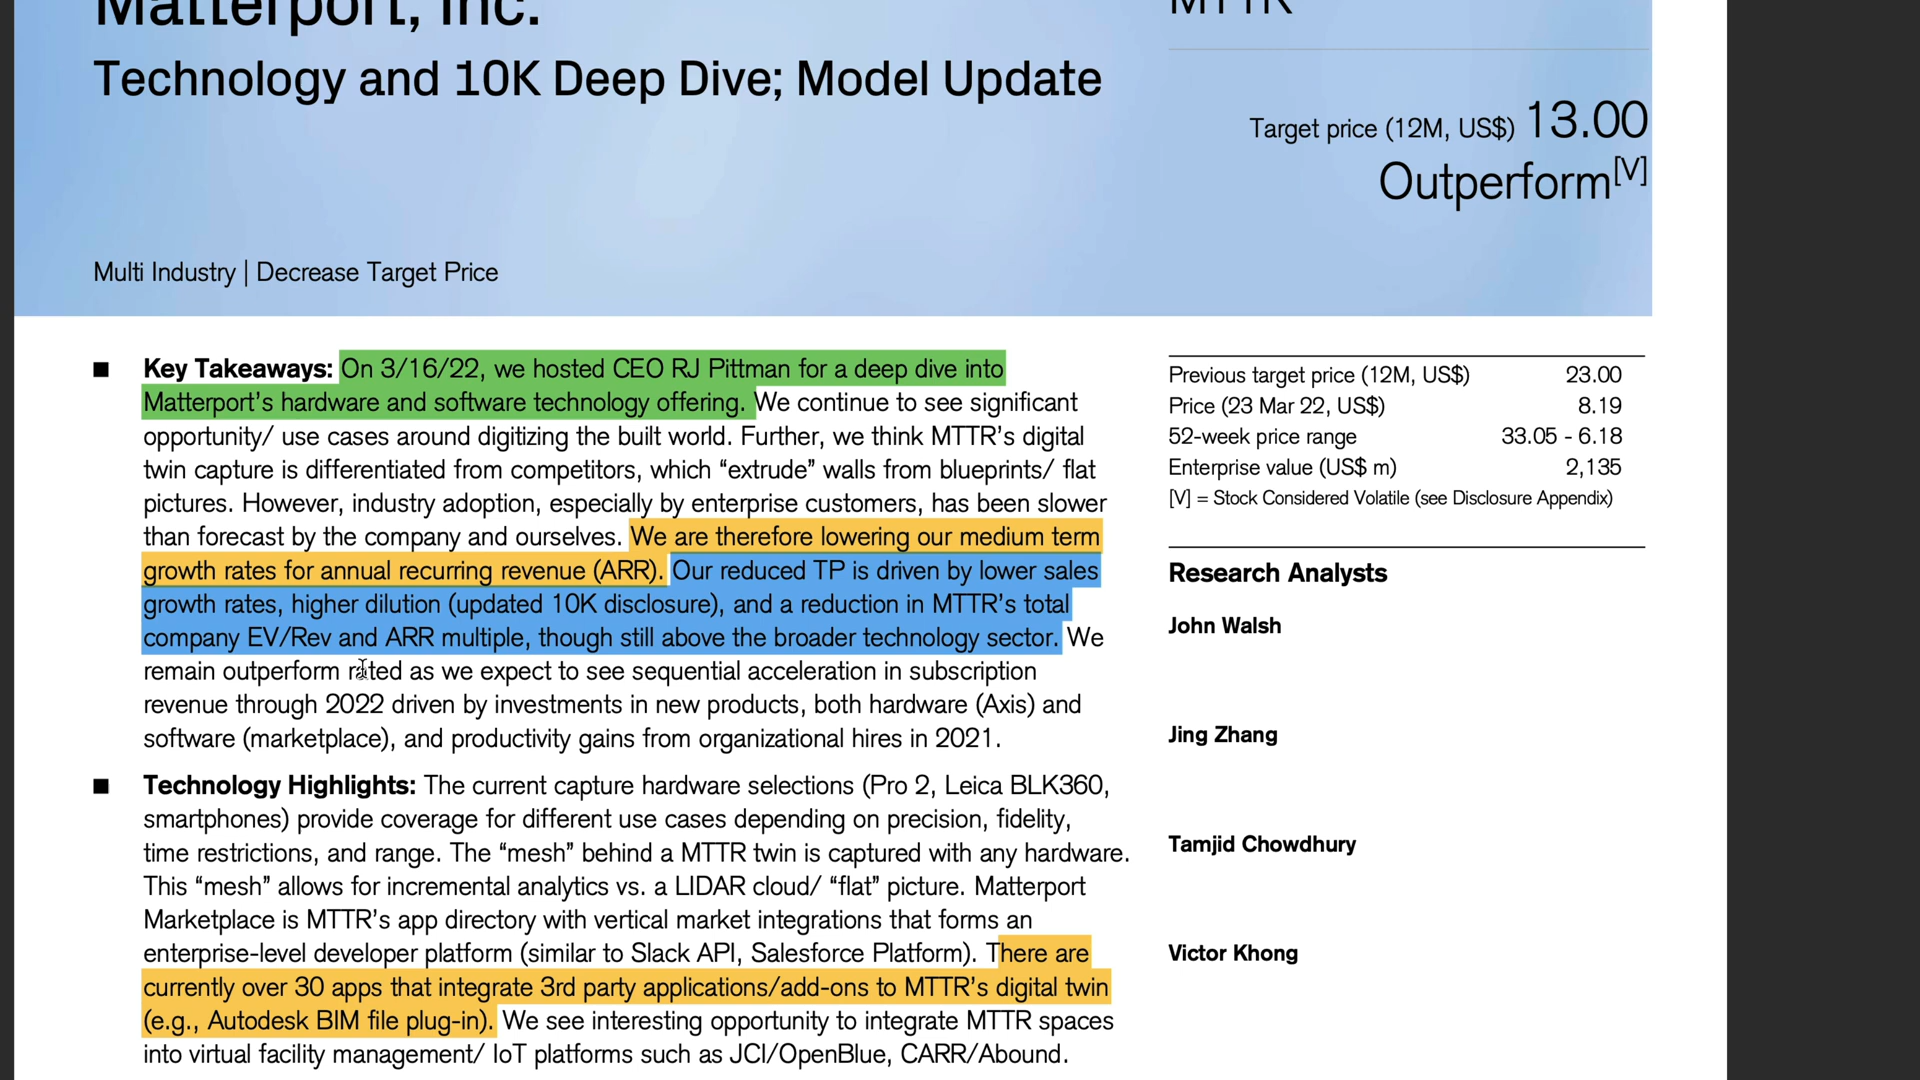 Matterport, Inc.
Technology and 10K Deep Dive; Model Update
Multi Industry | Decrease Target Price
MTTR
Target price (12M, US$) 13.00
Outperform[V]
■ Key Takeaways: On 3/16/22, we hosted CEO RJ Pittman for a deep dive into
Matterport’s hardware and software technology offering. We continue to see significant
opportunity/ use cases around digitizing the built world. Further, we think MTTR’s digital
twin capture is differentiated from competitors, which “extrude” walls from blueprints/ flat
pictures. However, industry adoption, especially by enterprise customers, has been slower
than forecast by the company and ourselves. We are therefore lowering our medium term
growth rates for annual recurring revenue (ARR). Our reduced TP is driven by lower sales
growth rates, higher dilution (updated 10K disclosure), and a reduction in MTTR’s total
company EV/Rev and ARR multiple, though still above the broader technology sector. We
remain outperform rated as we expect to see sequential acceleration in subscription
revenue through 2022 driven by investments in new products, both hardware (Axis) and
software (marketplace), and productivity gains from organizational hires in 2021.
■ Technology Highlights: The current capture hardware selections (Pro 2, Leica BLK360,
smartphones) provide coverage for different use cases depending on precision, fidelity,
time restrictions, and range. The “mesh” behind a MTTR twin is captured with any hardware.
This “mesh” allows for incremental analytics vs. a LIDAR cloud/ “flat” picture. Matterport
Marketplace is MTTR’s app directory with vertical market integrations that forms an
enterprise-level developer platform (similar to Slack API, Salesforce Platform). There are
currently over 30 apps that integrate 3rd party applications/add-ons to MTTR’s digital twin
(e.g., Autodesk BIM file plug-in). We see interesting opportunity to integrate MTTR spaces
into virtual facility management/ IoT platforms such as JCI/OpenBlue, CARR/Abound.
Previous target price (12M, US$) 23.00
Price (23 Mar 22, US$) 8.19
52-week price range 33.05 - 6.18
Enterprise value (US$ m) 2,135
[V] = Stock Considered Volatile (see Disclosure Appendix)
Research Analysts
John Walsh
Jing Zhang
Tamjid Chowdhury
Victor Khong